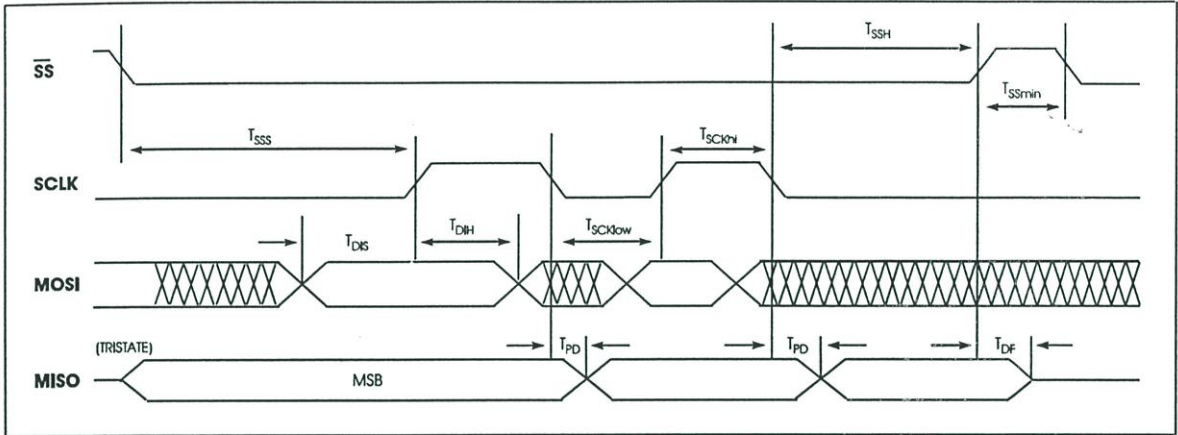 T_SSH
SS
T_SSmin
T_SSS
T_SCKhi
SCLK
T_DIS
T_DIH
T_SCKlow
MOSI
(TRISTATE)
T_PD
T_PD
T_DF
MISO
MSB